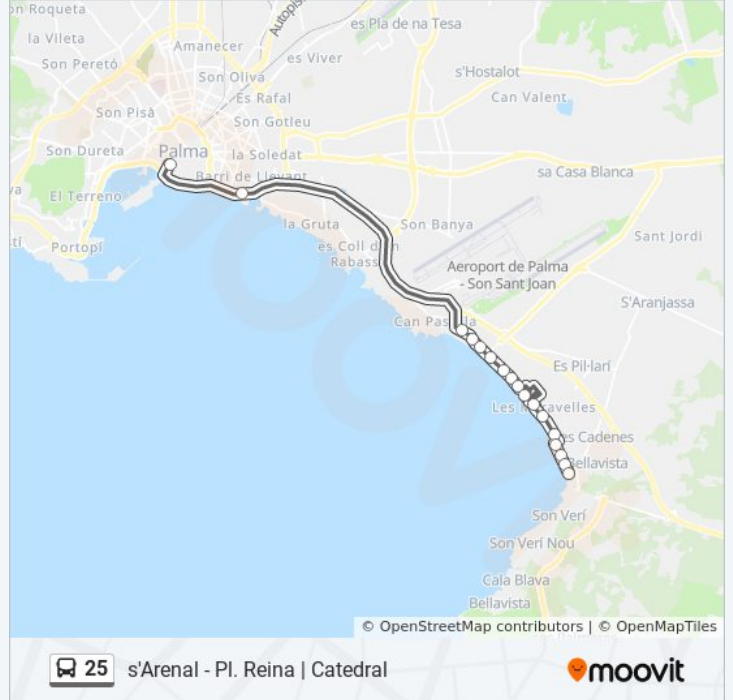 on Roqueta
es Pla de na Tesa
la Vileta
Amanecer
es Viver
Son Peretó
s'Hostalot
Son Oliva
Can Valent
Es Rafal
Son Pisà
Son Gotleu
Palma
Son Dureta
la Soledat
Barri de Llevant
sa Casa Blanca
El Terreno
la Gruta
Son Banya
Sant Jordi
Portopí
es Coll d'en
Rabassa
Aeroport de Palma
- Son Sant Joan
S'Aranjassa
Can Pastilla
Es Pil·larí
Les Meravelles
es Cadenes
Bellavista
Son Verí
Son Verí Nou
Cala Blava
Bellavista
© OpenStreetMap contributors | © OpenMapTiles
25 s'Arenal - Pl. Reina | Catedral
moovit